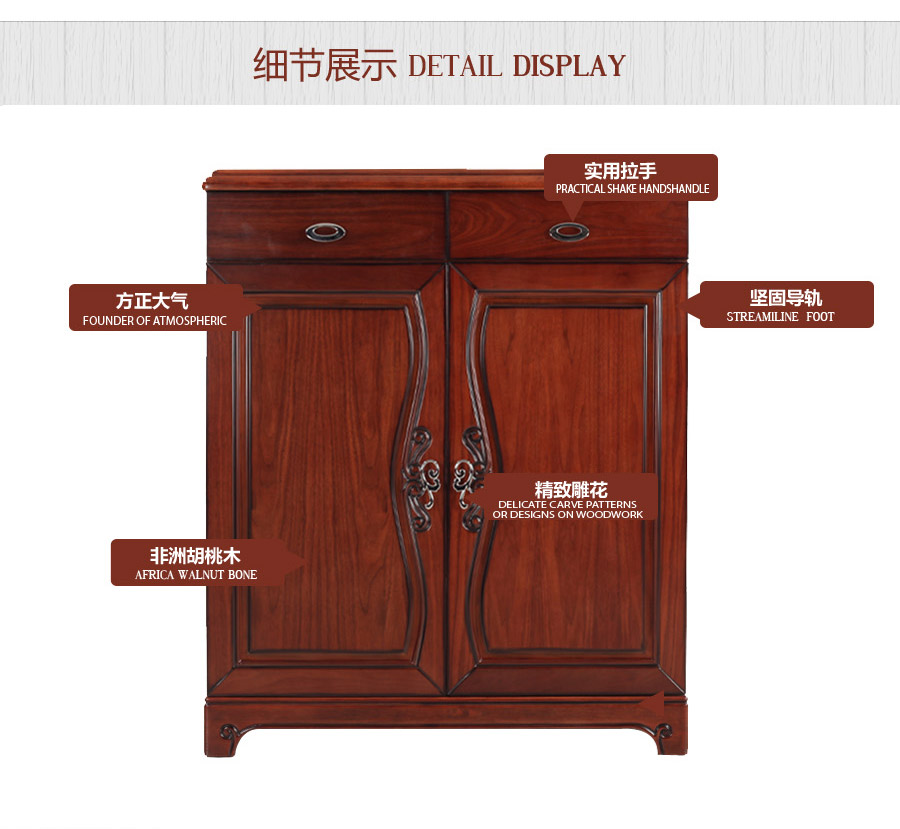 细节展示 DETAIL DISPLAY
实用拉手
PRACTICAL SHAKE HANDSHANDLE
方正大气
FOUNDER OF ATMOSPHERIC
坚固导轨
STREAMILINE FOOT
精致雕花
DELICATE CARVE PATTERNS
OR DESIGNS ON WOODWORK
非洲胡桃木
AFRICA WALNUT BONE